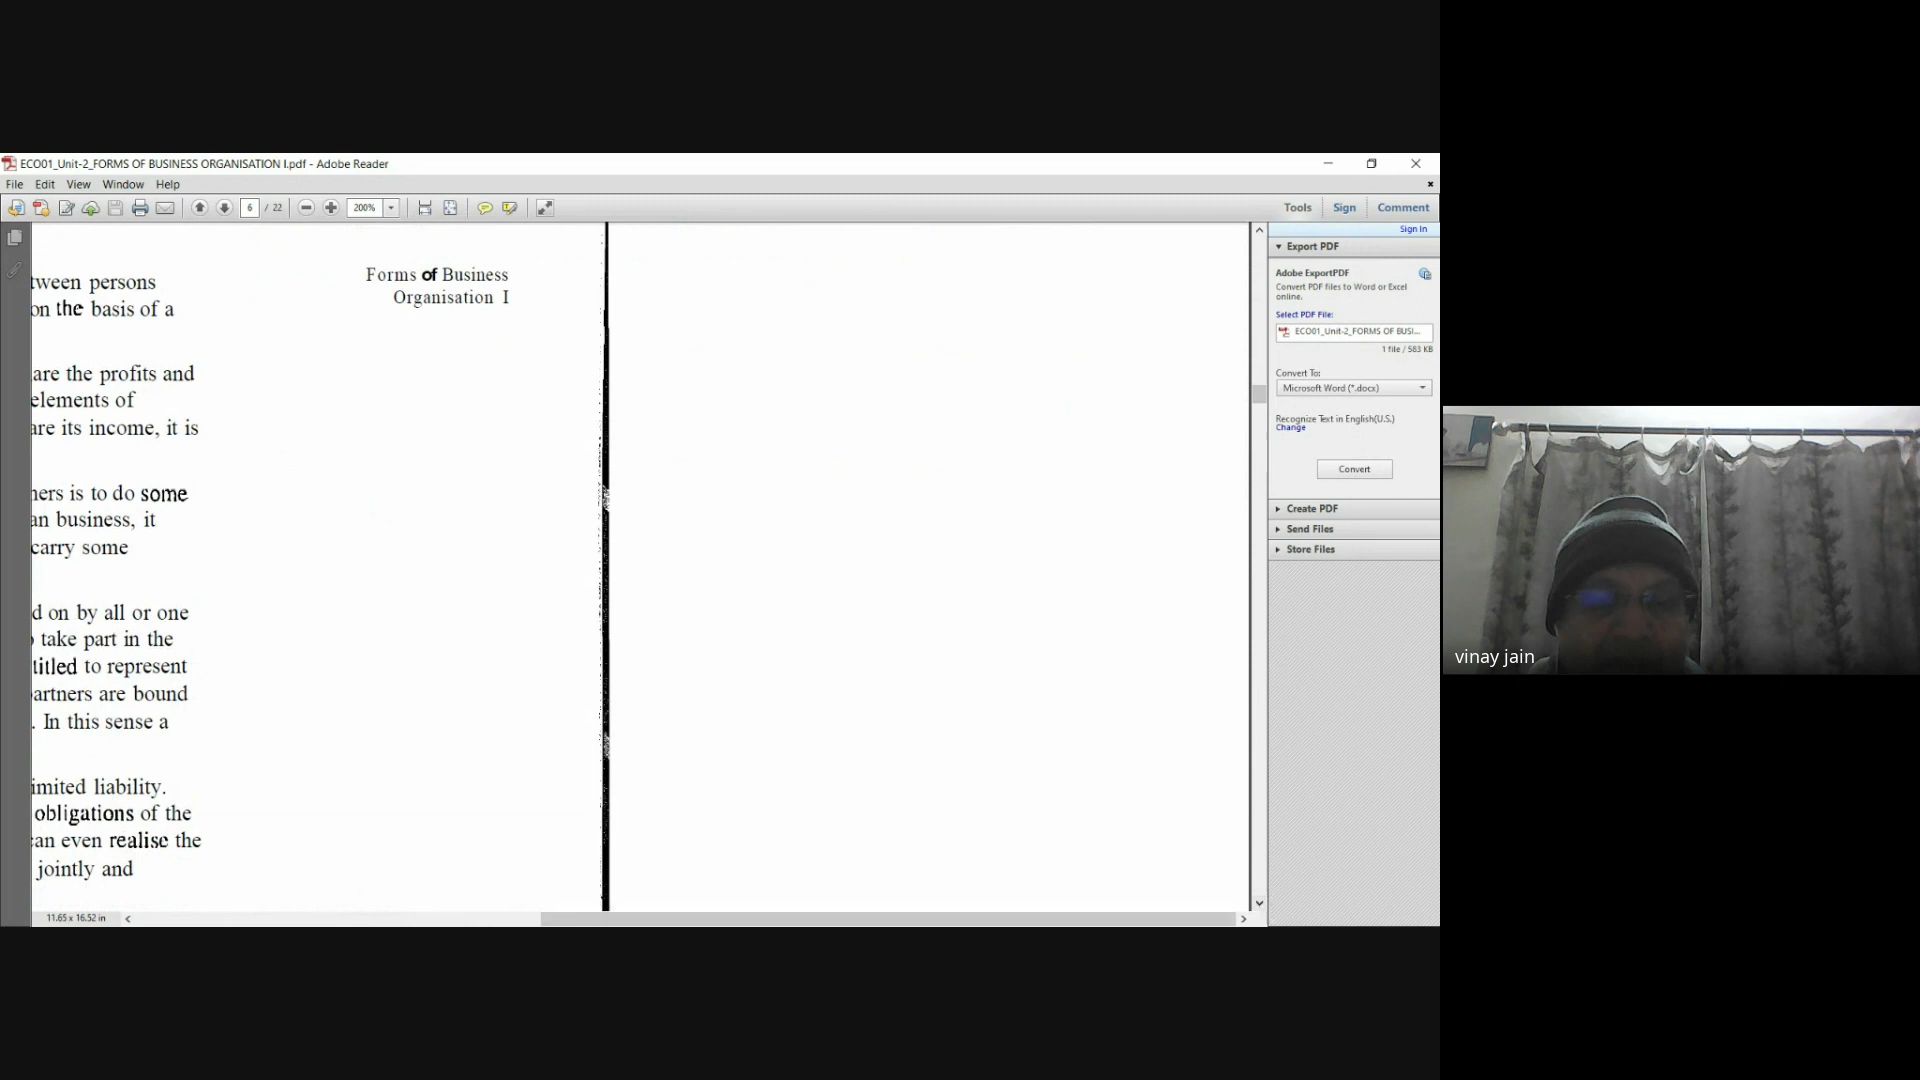 ECO01_Unit-2_FORMS OF BUSINESS ORGANISATION I.pdf - Adobe Reader
File Edit View Window Help
6 / 22 200% Tools Sign Comment
Sign In
Export PDF
Adobe ExportPDF
Convert PDF files to Word or Excel
online.
Select PDF File:
ECO01_Unit-2_FORMS OF BUSI...
1 file / 583 KB
Convert To:
Microsoft Word (*.docx)
Recognize Text in English(U.S.)
Change
Convert
Create PDF
Send Files
Store Files
Forms of Business
Organisation I
tween persons
on the basis of a
are the profits and
elements of
are its income, it is
ers is to do some
an business, it
carry some
d on by all or one
take part in the
titled to represent
artners are bound
. In this sense a
imited liability.
obligations of the
an even realise the
jointly and
11.65 x 16.52 in
vinay jain